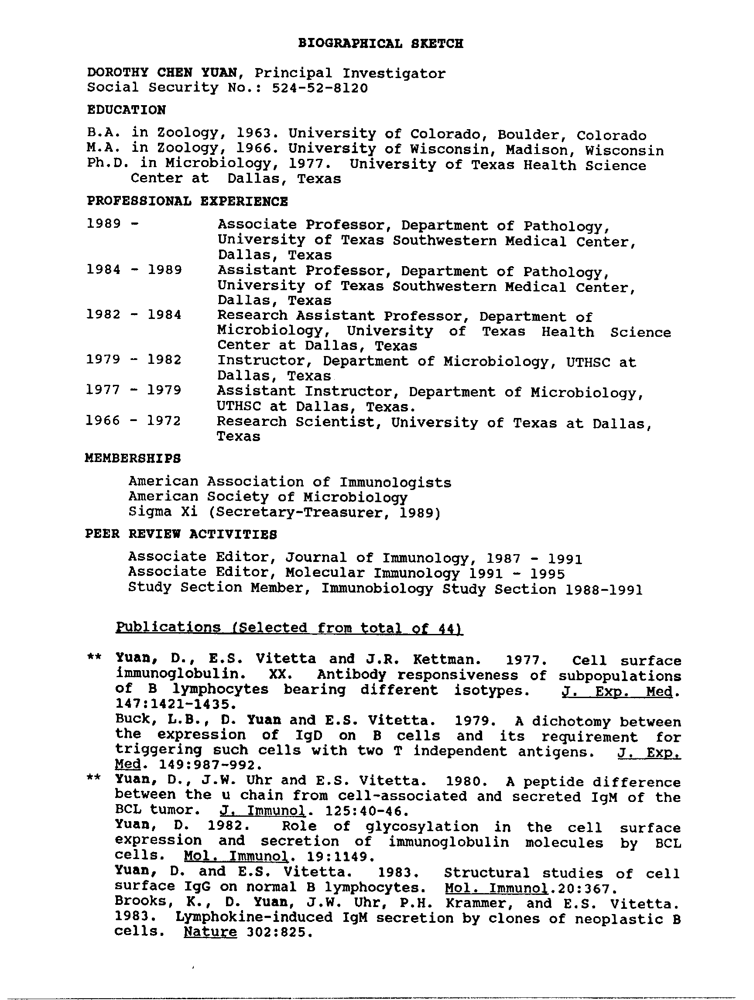 BIOGRAPHICAL SKETCH
DOROTHY CHEN YUAN, Principal Investigator
Social Security No.: 524-52-8120
EDUCATION
B.A. in Zoology, 1963. University of Colorado, Boulder, Colorado
M.A. in Zoology, 1966. University of Wisconsin, Madison, Wisconsin
Ph.D. in Microbiology, 1977. University of Texas Health Science
Center at Dallas, Texas
PROFESSIONAL EXPERIENCE
1989 - Associate Professor, Department of Pathology,
University of Texas Southwestern Medical Center,
Dallas, Texas
1984 - 1989 Assistant Professor, Department of Pathology,
University of Texas Southwestern Medical Center,
Dallas, Texas
1982 - 1984 Research Assistant Professor, Department of
Microbiology, University of Texas Health Science
Center at Dallas, Texas
1979 - 1982 Instructor, Department of Microbiology, UTHSC at
Dallas, Texas
1977 - 1979 Assistant Instructor, Department of Microbiology,
UTHSC at Dallas, Texas.
1966 - 1972 Research Scientist, University of Texas at Dallas,
Texas
MEMBERSHIPS
American Association of Immunologists
American Society of Microbiology
Sigma Xi (Secretary-Treasurer, 1989)
PEER REVIEW ACTIVITIES
Associate Editor, Journal of Immunology, 1987 - 1991
Associate Editor, Molecular Immunology 1991 - 1995
Study Section Member, Immunobiology Study Section 1988-1991
Publications (Selected from total of 44)
** Yuan, D., E.S. Vitetta and J.R. Kettman. 1977. Cell surface
immunoglobulin. XX. Antibody responsiveness of subpopulations
of B lymphocytes bearing different isotypes. J. Exp. Med.
147:1421-1435.
Buck, L.B., D. Yuan and E.S. Vitetta. 1979. A dichotomy between
the expression of IgD on B cells and its requirement for
triggering such cells with two T independent antigens. J. Exp.
Med. 149:987-992.
** Yuan, D., J.W. Uhr and E.S. Vitetta. 1980. A peptide difference
between the u chain from cell-associated and secreted IgM of the
BCL tumor. J. Immunol. 125:40-46.
Yuan, D. 1982. Role of glycosylation in the cell surface
expression and secretion of immunoglobulin molecules by BCL
cells. Mol. Immunol. 19:1149.
Yuan, D. and E.S. Vitetta. 1983. Structural studies of cell
surface IgG on normal B lymphocytes. Mol. Immunol.20:367.
Brooks, K., D. Yuan, J.W. Uhr, P.H. Krammer, and E.S. Vitetta.
1983. Lymphokine-induced IgM secretion by clones of neoplastic B
cells. Nature 302:825.